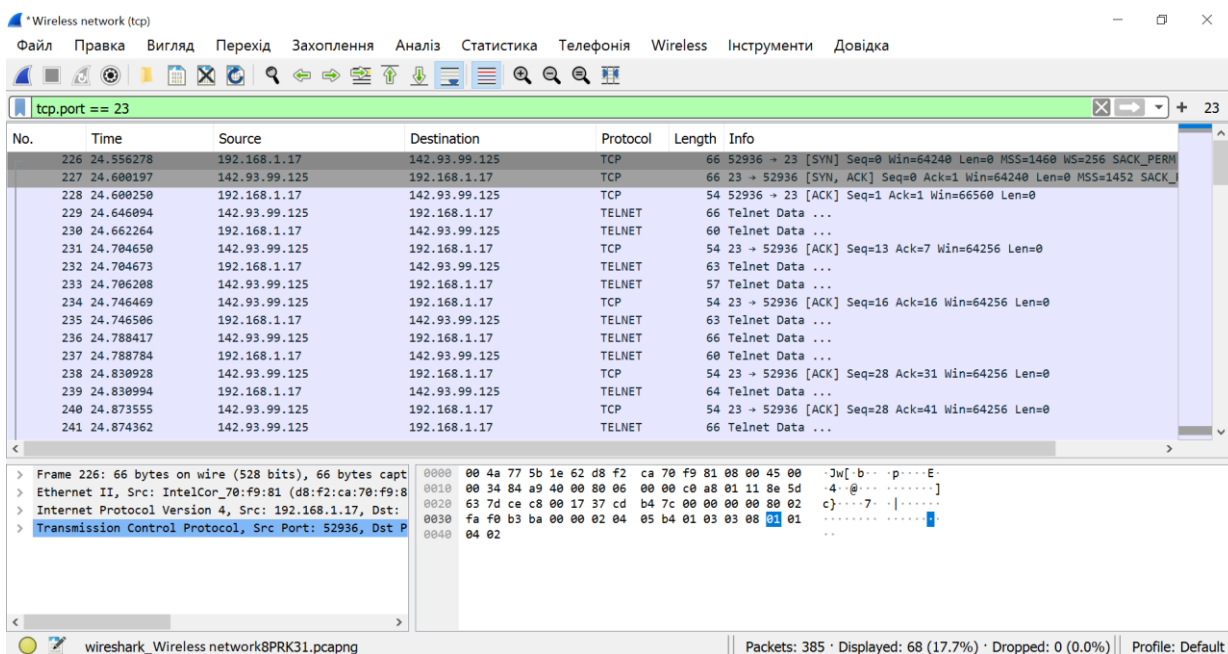 *Wireless network (tcp)
Файл Правка Вигляд Перехід Захоплення Аналіз Статистика Телефонія Wireless Інструменти Довідка
tcp.port == 23 + 23
No. Time Source Destination Protocol Length Info
226 24.556278 192.168.1.17 142.93.99.125 TCP 66 52936 → 23 [SYN] Seq=0 Win=64240 Len=0 MSS=1460 WS=256 SACK_PERM
227 24.600197 142.93.99.125 192.168.1.17 TCP 66 23 → 52936 [SYN, ACK] Seq=0 Ack=1 Win=64240 Len=0 MSS=1452 SACK_
228 24.600250 192.168.1.17 142.93.99.125 TCP 54 52936 → 23 [ACK] Seq=1 Ack=1 Win=66560 Len=0
229 24.646094 142.93.99.125 192.168.1.17 TELNET 66 Telnet Data ...
230 24.662264 192.168.1.17 142.93.99.125 TELNET 60 Telnet Data ...
231 24.704650 142.93.99.125 192.168.1.17 TCP 54 23 → 52936 [ACK] Seq=13 Ack=7 Win=64256 Len=0
232 24.704673 192.168.1.17 142.93.99.125 TELNET 63 Telnet Data ...
233 24.706208 142.93.99.125 192.168.1.17 TELNET 57 Telnet Data ...
234 24.746469 142.93.99.125 192.168.1.17 TCP 54 23 → 52936 [ACK] Seq=16 Ack=16 Win=64256 Len=0
235 24.746506 192.168.1.17 142.93.99.125 TELNET 63 Telnet Data ...
236 24.788417 142.93.99.125 192.168.1.17 TELNET 66 Telnet Data ...
237 24.788784 192.168.1.17 142.93.99.125 TELNET 60 Telnet Data ...
238 24.830928 142.93.99.125 192.168.1.17 TCP 54 23 → 52936 [ACK] Seq=28 Ack=31 Win=64256 Len=0
239 24.830994 192.168.1.17 142.93.99.125 TELNET 64 Telnet Data ...
240 24.873555 142.93.99.125 192.168.1.17 TCP 54 23 → 52936 [ACK] Seq=28 Ack=41 Win=64256 Len=0
241 24.874362 142.93.99.125 192.168.1.17 TELNET 66 Telnet Data ...
> Frame 226: 66 bytes on wire (528 bits), 66 bytes capt
> Ethernet II, Src: IntelCor_70:f9:81 (d8:f2:ca:70:f9:8
> Internet Protocol Version 4, Src: 192.168.1.17, Dst:
> Transmission Control Protocol, Src Port: 52936, Dst P
0000 00 4a 77 5b 1e 62 d8 f2 ca 70 f9 81 08 00 45 00 ·Jw[·b·· ·p····E·
0010 00 34 84 a9 40 00 80 06 00 00 c0 a8 01 11 8e 5d ·4··@··· ·······]
0020 63 7d ce c8 00 17 37 cd b4 7c 00 00 00 00 80 02 c}····7· ·|······
0030 fa f0 b3 ba 00 00 02 04 05 b4 01 03 03 08 01 01 ········ ········
0040 04 02 ··
wireshark_Wireless network8PRK31.pcapng Packets: 385 · Displayed: 68 (17.7%) · Dropped: 0 (0.0%) Profile: Default